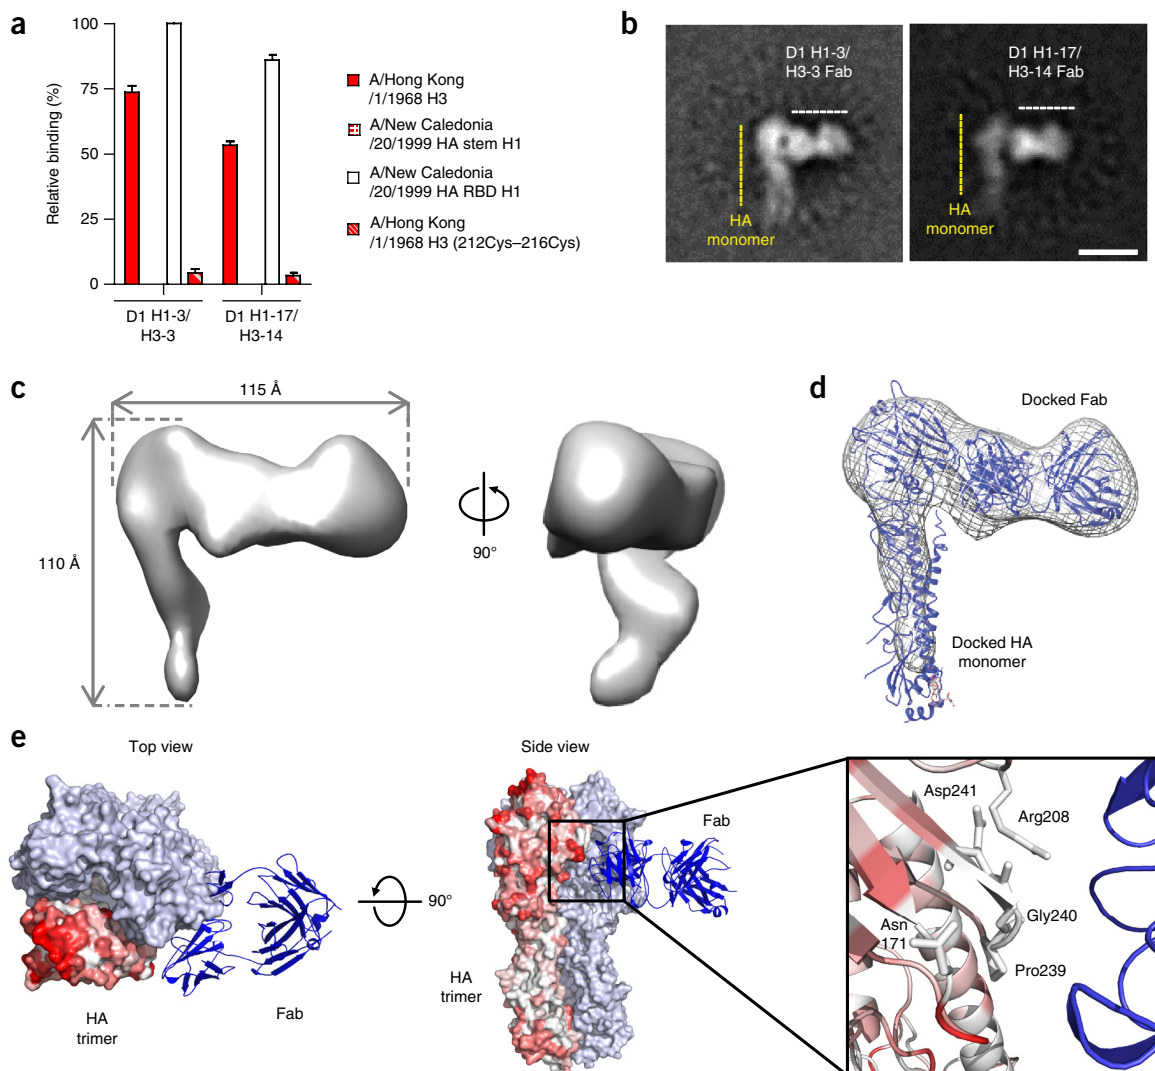 a
Relative binding (%)
100
75
50
25
0
D1 H1-3/
H3-3
D1 H1-17/
H3-14
A/Hong Kong
/1/1968 H3
A/New Caledonia
/20/1999 HA stem H1
A/New Caledonia
/20/1999 HA RBD H1
A/Hong Kong
/1/1968 H3 (212Cys–216Cys)
b
D1 H1-3/
H3-3 Fab
HA
monomer
D1 H1-17/
H3-14 Fab
HA
monomer
c
115 Å
110 Å
90°
d
Docked Fab
Docked HA
monomer
e
Top view
HA
trimer
Fab
90°
Side view
Fab
HA
trimer
Asp241
Arg208
Asn
171
Gly240
Pro239